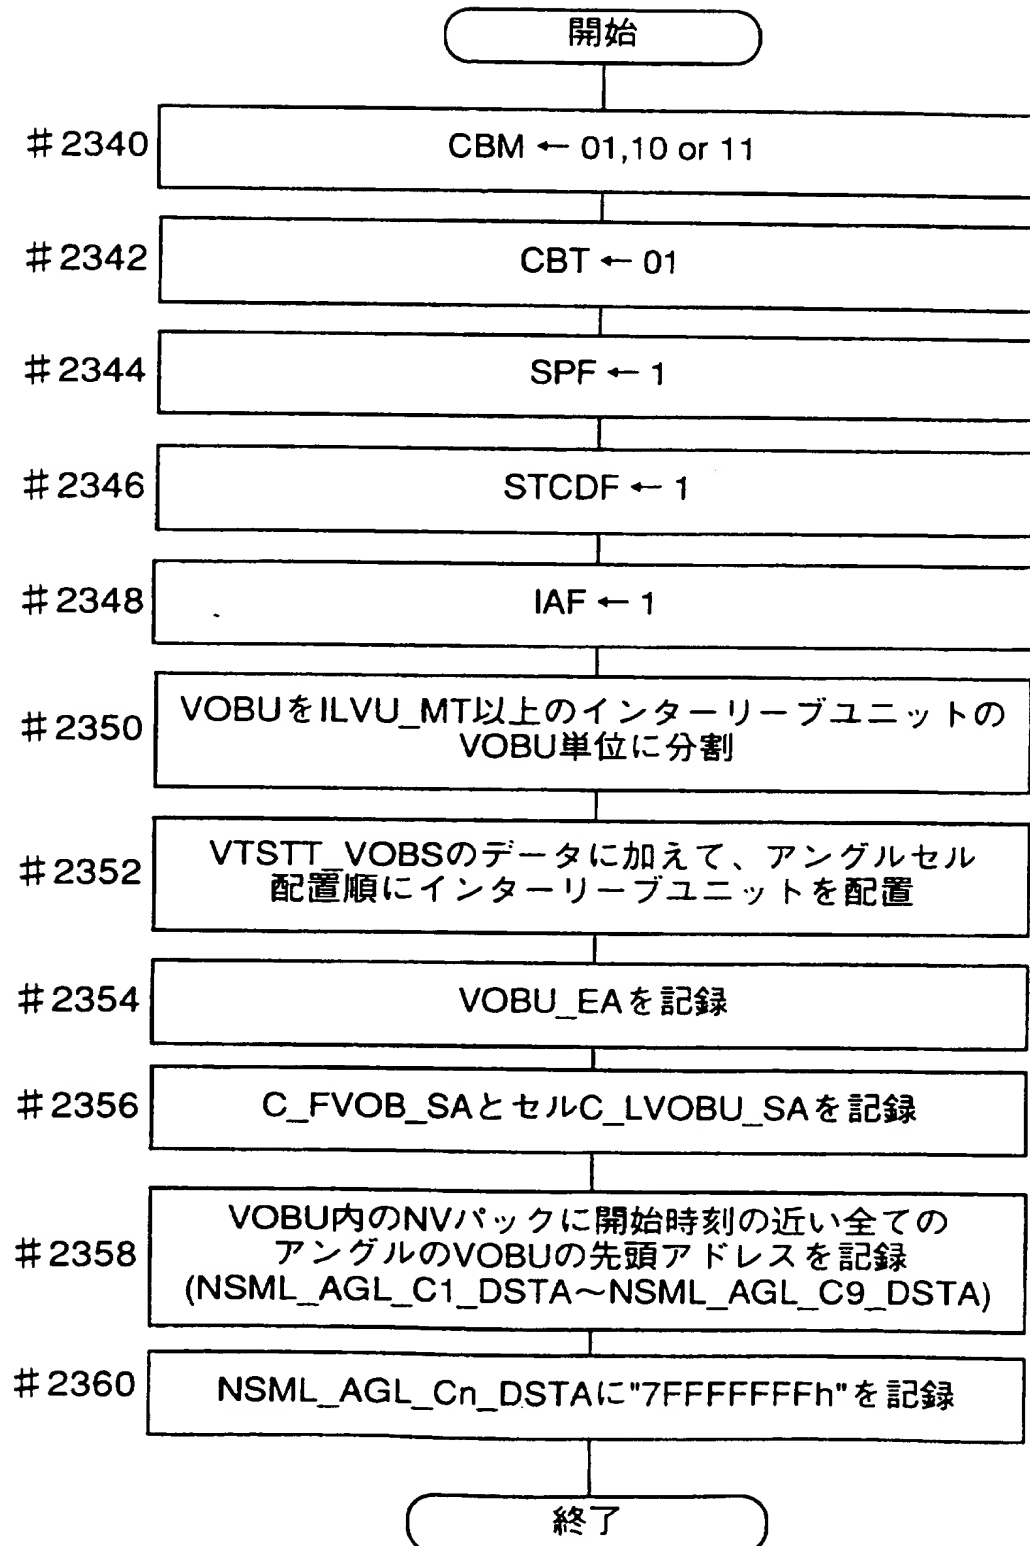 開始
#2340
CBM ← 01,10 or 11
#2342
CBT ← 01
#2344
SPF ← 1
#2346
STCDF ← 1
#2348
IAF ← 1
#2350
VOBUをILVU_MT以上のインターリーブユニットの
VOBU単位に分割
#2352
VTSTT_VOBSのデータに加えて、アングルセル
配置順にインターリーブユニットを配置
#2354
VOBU_EAを記録
#2356
C_FVOB_SAとセルC_LVOBU_SAを記録
#2358
VOBU内のNVパックに開始時刻の近い全ての
アングルのVOBUの先頭アドレスを記録
(NSML_AGL_C1_DSTA～NSML_AGL_C9_DSTA)
#2360
NSML_AGL_Cn_DSTAに"7FFFFFFFh"を記録
終了